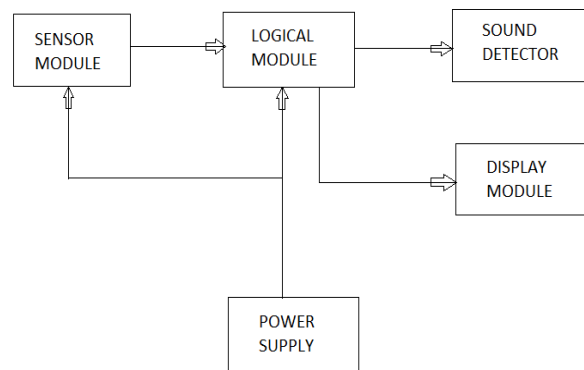 SENSOR
MODULE
LOGICAL
MODULE
SOUND
DETECTOR
DISPLAY
MODULE
POWER
SUPPLY